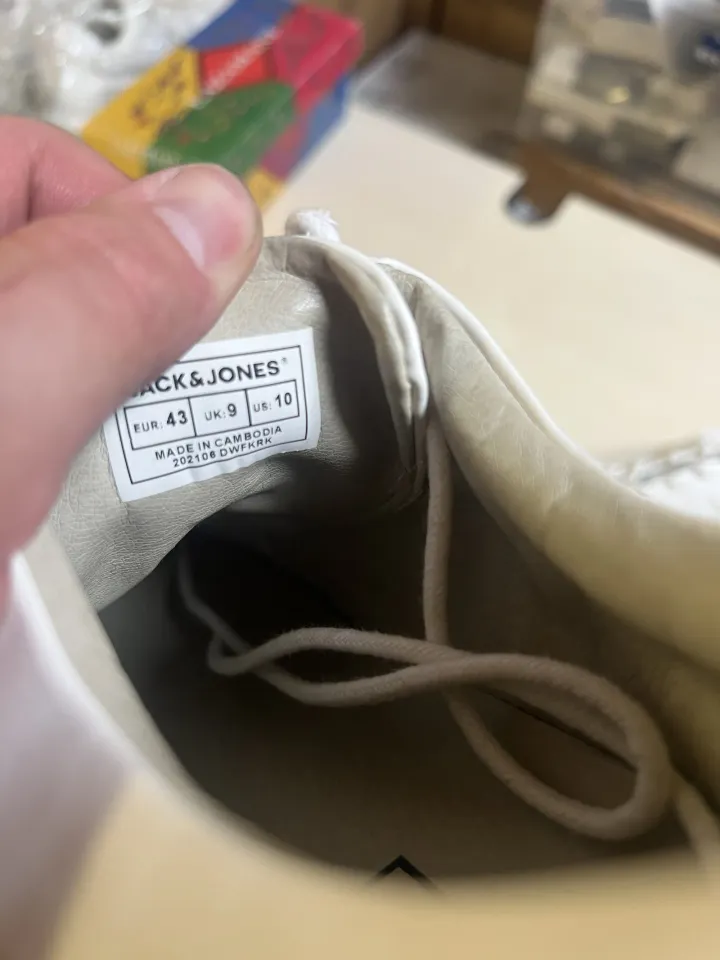 JACK&JONES®
EUR: 43 UK: 9 US: 10
MADE IN CAMBODIA
202106 DWFKRK